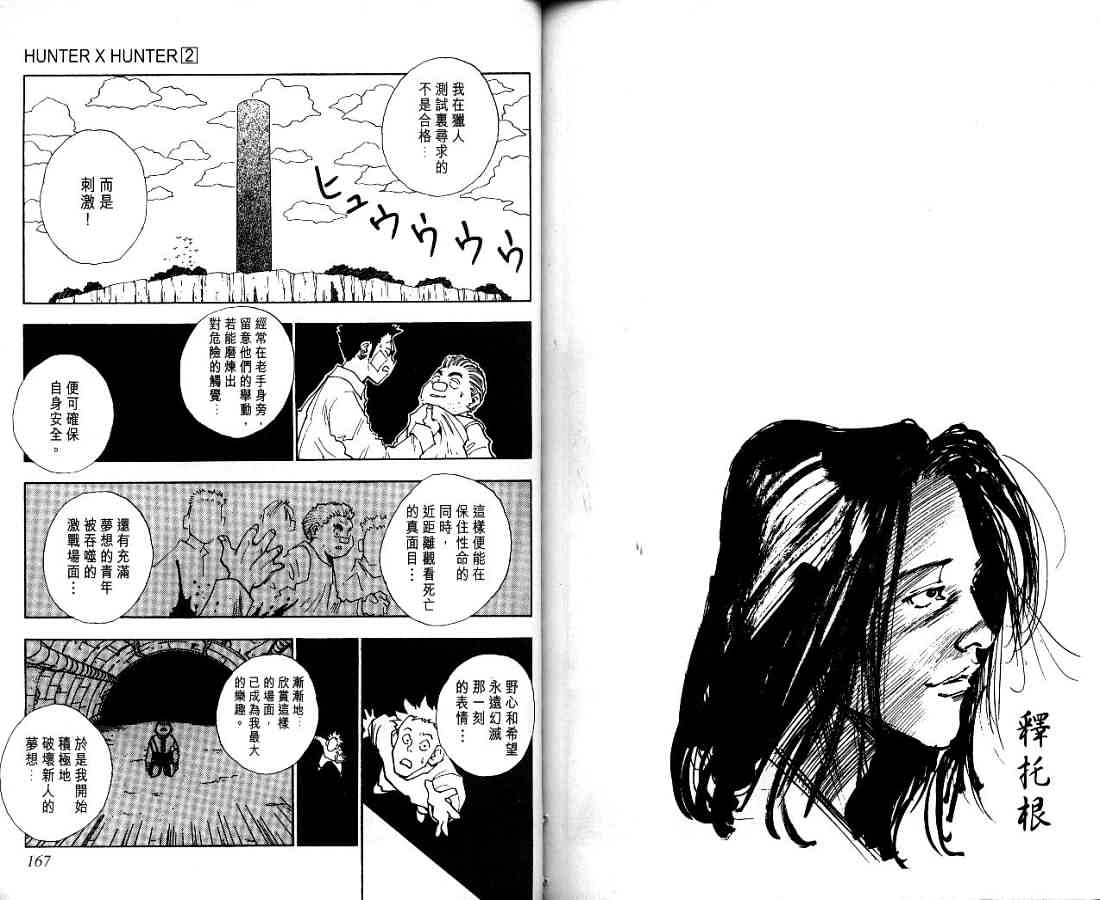 釋托根
HUNTER X HUNTER 2
我在獵人
測試裏尋求的
不是合格…
ヒュウウウウ
而是
刺激！
經常在老手身旁，
留意他們的舉動，
若能磨煉出
對危險的觸覺…
便可確保
自身安全。
這樣便能在
保住性命的
同時，
近距離觀看死亡
的真面目…
還有充滿
夢想的青年
被吞噬的
激戰場面…
野心和希望
永遠幻滅
那一刻
的表情…
漸漸地…
欣賞這樣
的場面，
已成為我最大
的樂趣。
於是我開始
積極地
破壞新人的
夢想…
167